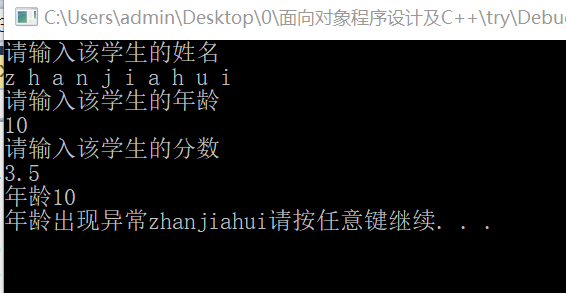 C:\Users\admin\Desktop\0\面向对象程序设计及C++\try\Debu
请输入该学生的姓名
z h a n j i a h u i
请输入该学生的年龄
10
请输入该学生的分数
3.5
年龄10
年龄出现异常zhanjiahui请按任意键继续. . .